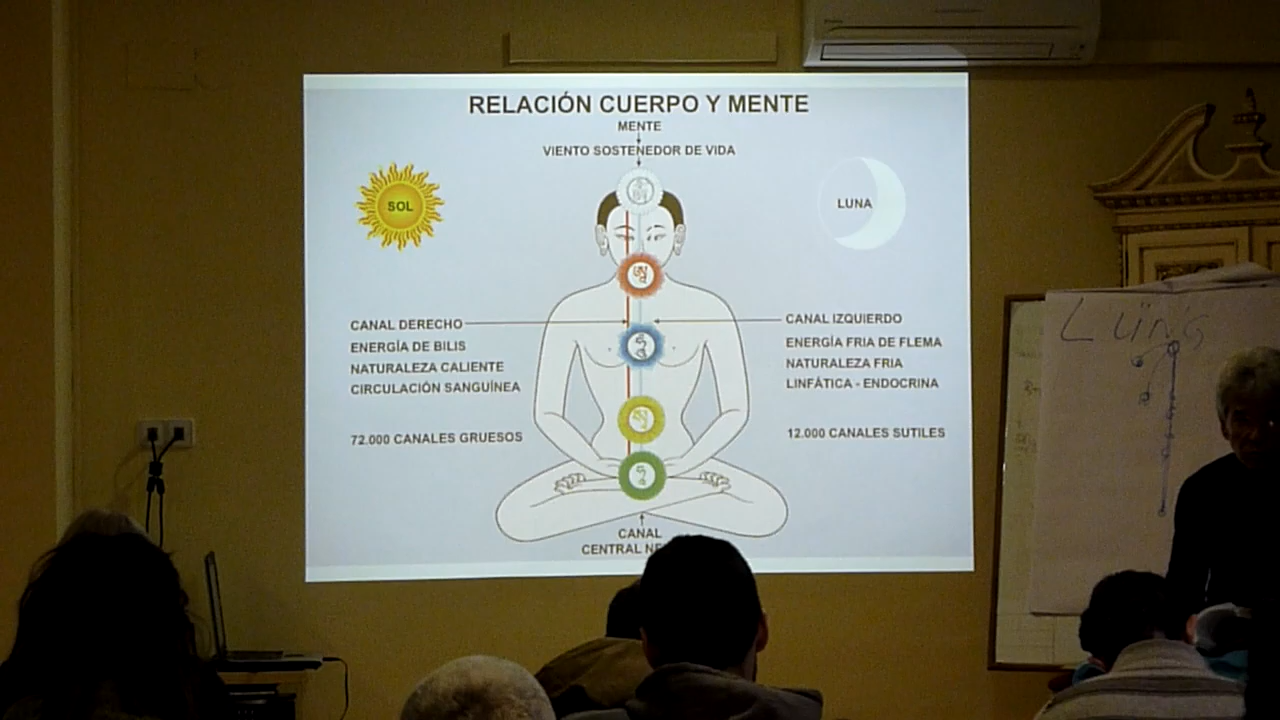 RELACIÓN CUERPO Y MENTE
MENTE
VIENTO SOSTENEDOR DE VIDA
SOL
LUNA
CANAL DERECHO
ENERGÍA DE BILIS
NATURALEZA CALIENTE
CIRCULACIÓN SANGUÍNEA
72.000 CANALES GRUESOS
CANAL IZQUIERDO
ENERGÍA FRIA DE FLEMA
NATURALEZA FRIA
LINFÁTICA - ENDOCRINA
12.000 CANALES SUTILES
CANAL
CENTRAL
Lüng